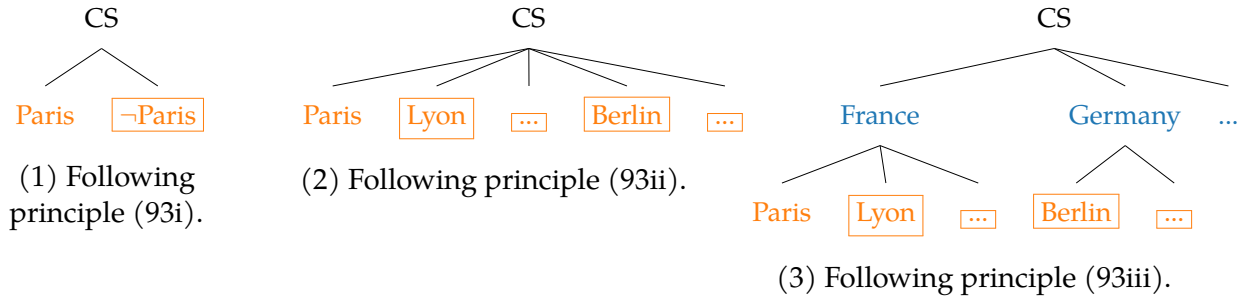 CS
Paris ¬Paris
(1) Following
principle (93i).
CS
Paris Lyon ... Berlin ...
(2) Following principle (93ii).
CS
France Germany ...
Paris Lyon ... Berlin ...
(3) Following principle (93iii).